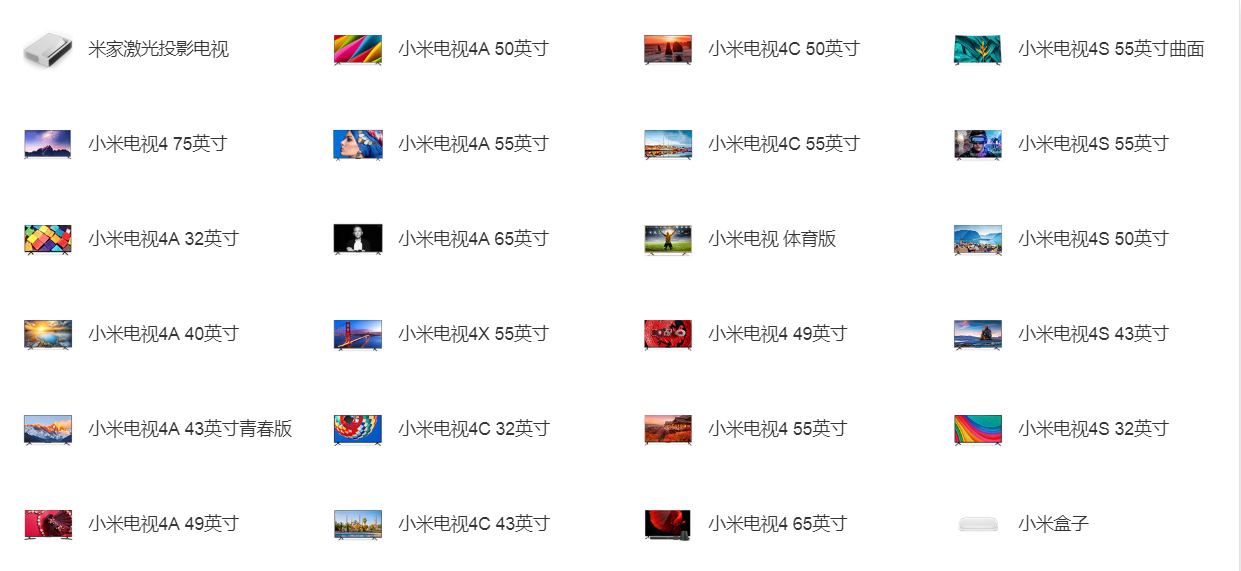 米家激光投影电视
小米电视4A 50英寸
小米电视4C 50英寸
小米电视4S 55英寸曲面
小米电视4 75英寸
小米电视4A 55英寸
小米电视4C 55英寸
小米电视4S 55英寸
小米电视4A 32英寸
小米电视4A 65英寸
小米电视 体育版
小米电视4S 50英寸
小米电视4A 40英寸
小米电视4X 55英寸
小米电视4 49英寸
小米电视4S 43英寸
小米电视4A 43英寸青春版
小米电视4C 32英寸
小米电视4 55英寸
小米电视4S 32英寸
小米电视4A 49英寸
小米电视4C 43英寸
小米电视4 65英寸
小米盒子